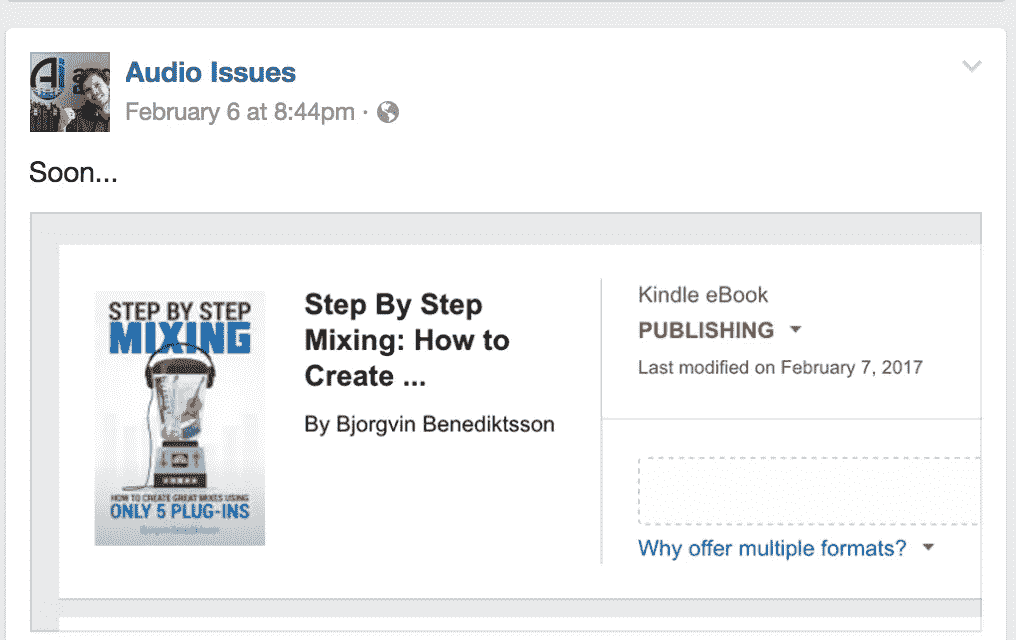 Audio Issues
February 6 at 8:44pm ·
Soon...
STEP BY STEP
MIXING
HOW TO CREATE GREAT MIXES USING
ONLY 5 PLUG-INS
Step By Step
Mixing: How to
Create ...
By Bjorgvin Benediktsson
Kindle eBook
PUBLISHING
Last modified on February 7, 2017
Why offer multiple formats?